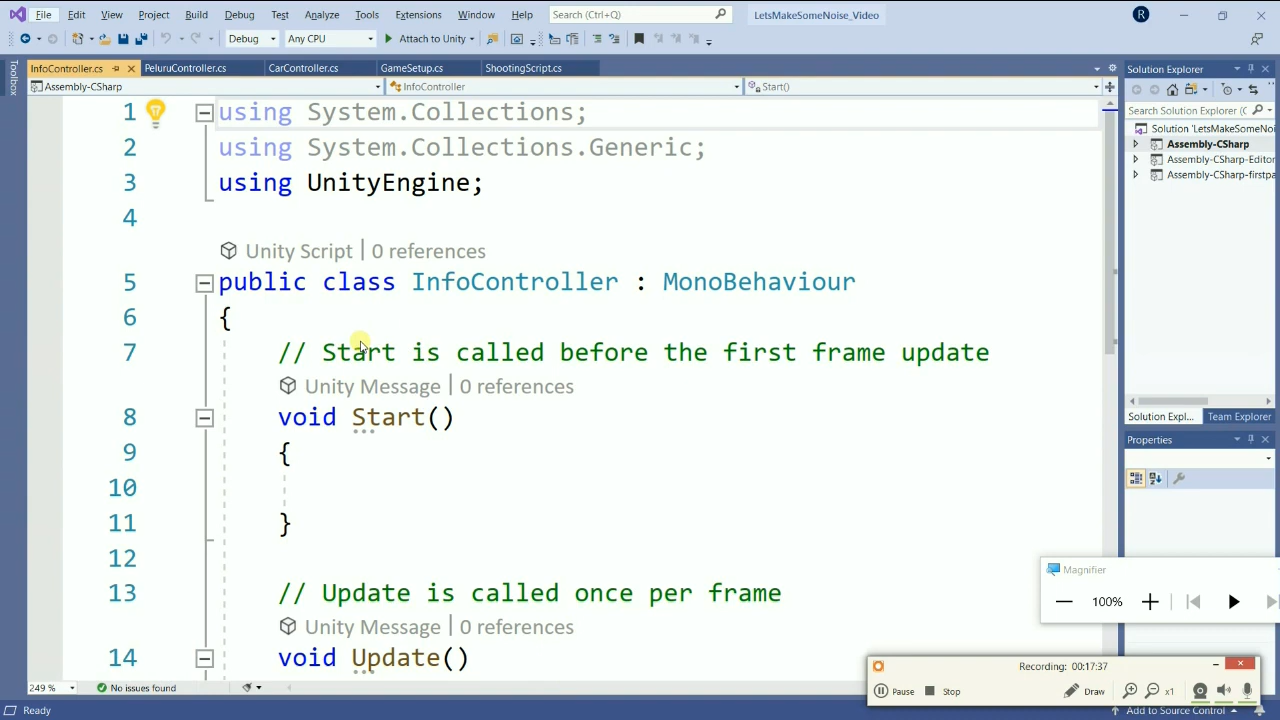 File Edit View Project Build Debug Test Analyze Tools Extensions Window Help Search (Ctrl+Q) LetsMakeSomeNoise_Video R
Debug Any CPU Attach to Unity
InfoController.cs PeluruController.cs CarController.cs GameSetup.cs ShootingScript.cs
Assembly-CSharp InfoController Start()
Toolbox
1 using System.Collections;
2 using System.Collections.Generic;
3 using UnityEngine;
4
Unity Script | 0 references
5 public class InfoController : MonoBehaviour
6 {
7 // Start is called before the first frame update
Unity Message | 0 references
8 void Start()
9 {
10
11 }
12
13 // Update is called once per frame
Unity Message | 0 references
14 void Update()
249 % No issues found
Ready
Solution Explorer
Search Solution Explorer (C
Solution 'LetsMakeSomeNoi
Assembly-CSharp
Assembly-CSharp-Editor
Assembly-CSharp-firstpa
Solution Expl... Team Explorer
Properties
Magnifier
100%
Recording: 00:17:37
Pause Stop Draw x1
Add to Source Control